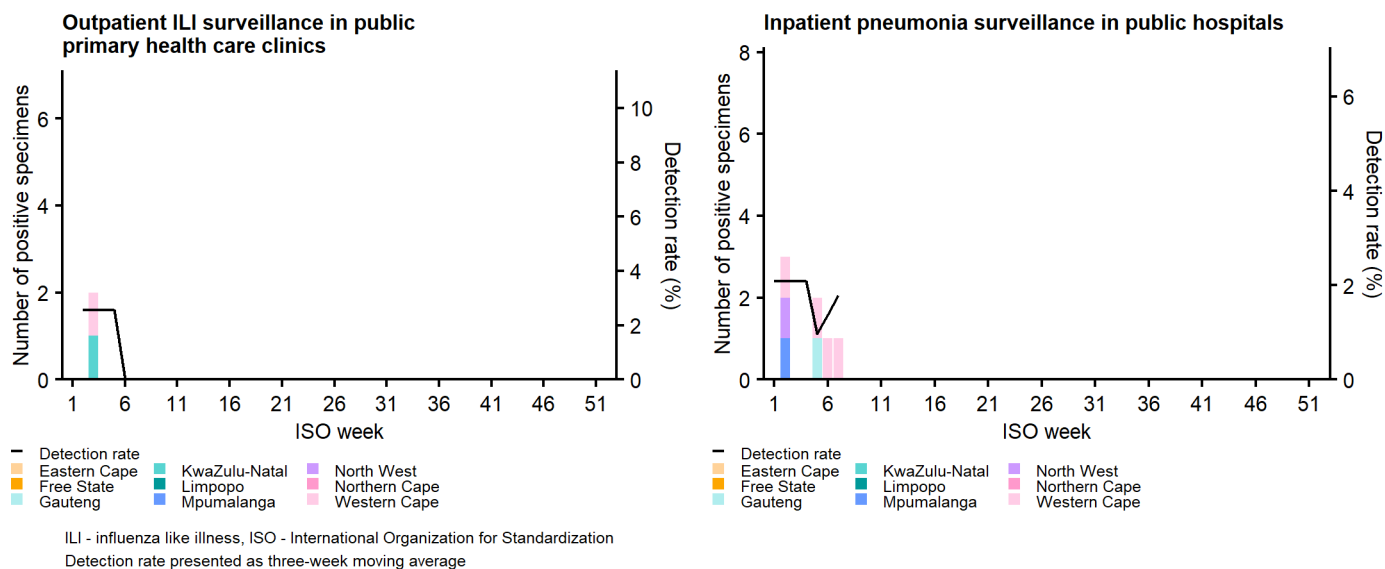 Outpatient ILI surveillance in public
primary health care clinics
Number of positive specimens
0
2
4
6
0
2
4
6
8
10
Detection rate (%)
1 6 11 16 21 26 31 36 41 46 51
ISO week
Detection rate
Eastern Cape KwaZulu-Natal North West
Free State Limpopo Northern Cape
Gauteng Mpumalanga Western Cape
ILI - influenza like illness, ISO - International Organization for Standardization
Detection rate presented as three-week moving average
Inpatient pneumonia surveillance in public hospitals
Number of positive specimens
0
2
4
6
8
0
2
4
6
Detection rate (%)
1 6 11 16 21 26 31 36 41 46 51
ISO week
Detection rate
Eastern Cape KwaZulu-Natal North West
Free State Limpopo Northern Cape
Gauteng Mpumalanga Western Cape